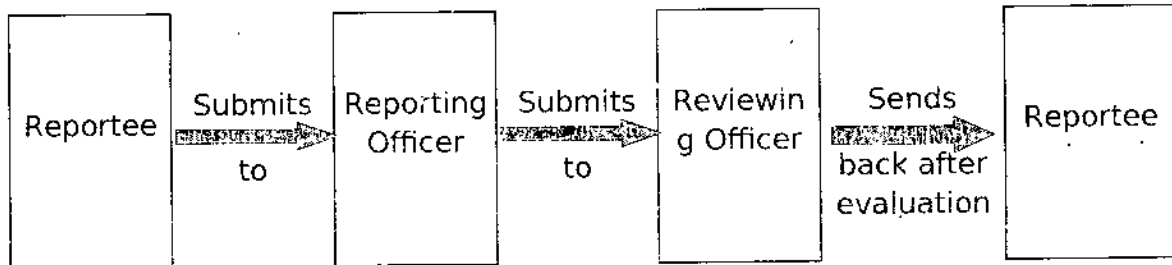 Reportee
Submits
to
Reporting
Officer
Submits
to
Reviewin
g Officer
Sends
back after
evaluation
Reportee